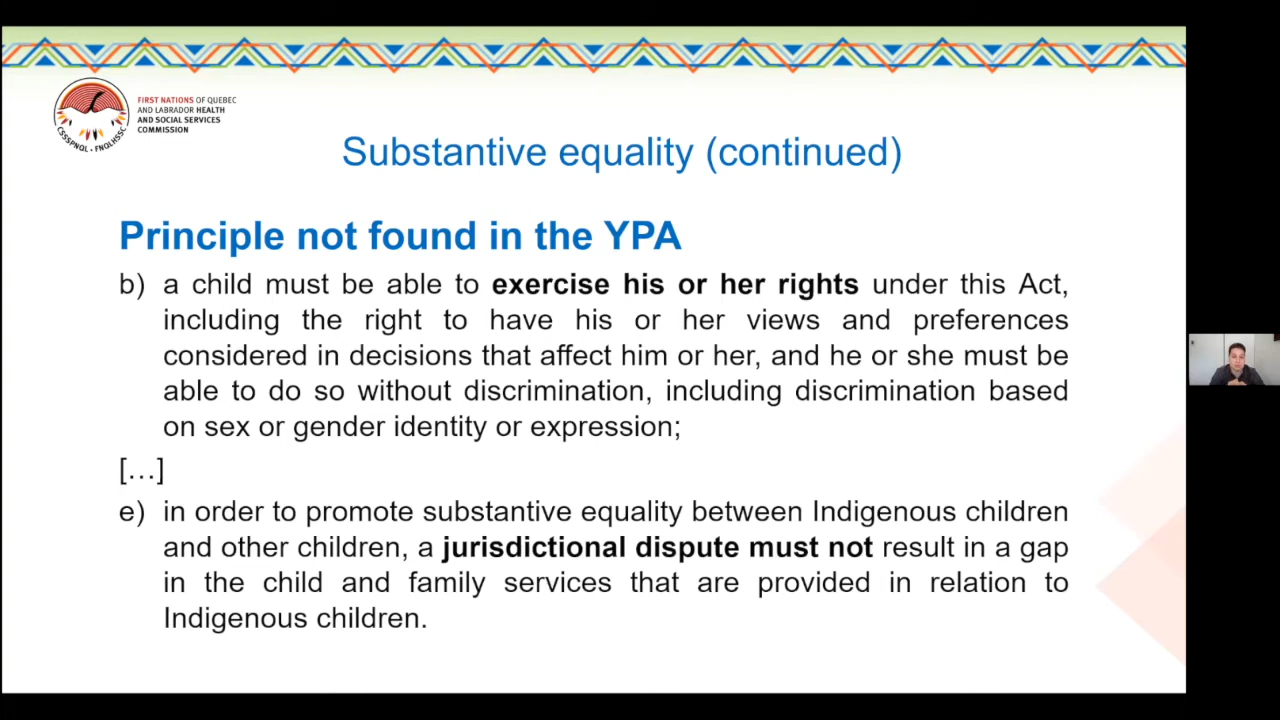 FIRST NATIONS OF QUEBEC
AND LABRADOR HEALTH
AND SOCIAL SERVICES
COMMISSION
CSSSPNQL • FNQLHSSC
Substantive equality (continued)
Principle not found in the YPA
b) a child must be able to exercise his or her rights under this Act,
including the right to have his or her views and preferences
considered in decisions that affect him or her, and he or she must be
able to do so without discrimination, including discrimination based
on sex or gender identity or expression;
[…]
e) in order to promote substantive equality between Indigenous children
and other children, a jurisdictional dispute must not result in a gap
in the child and family services that are provided in relation to
Indigenous children.